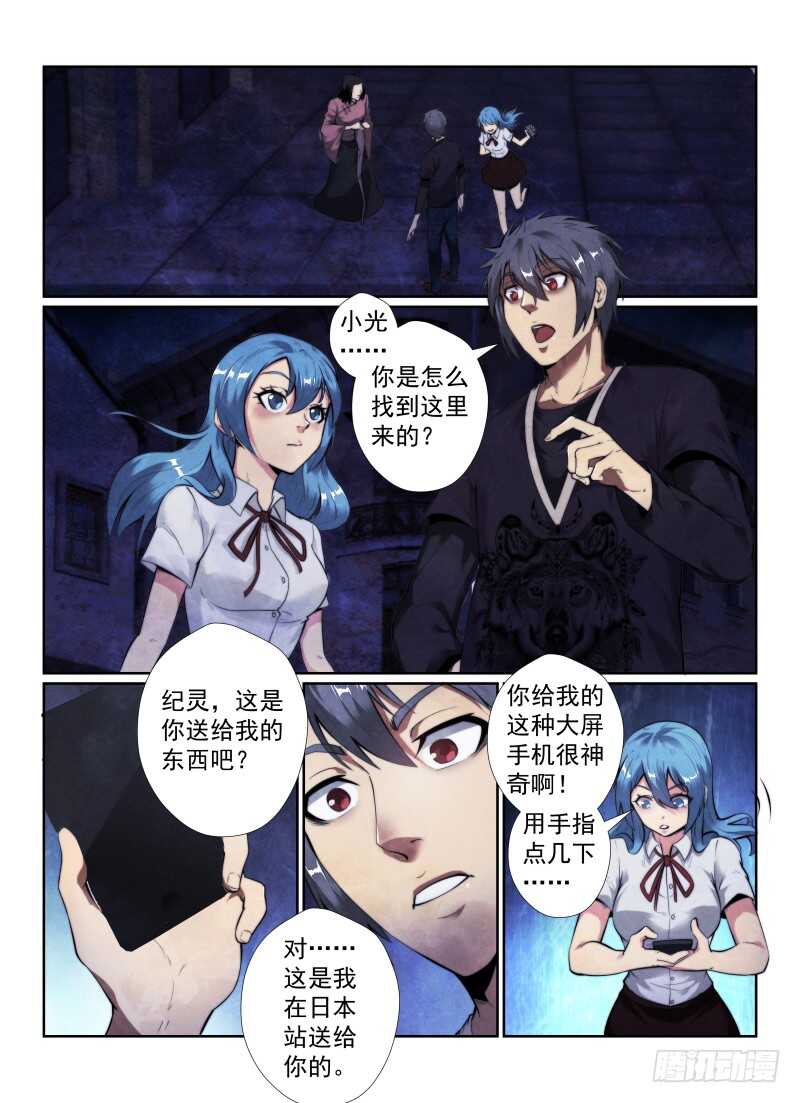 小光
……
你是怎么
找到这里
来的？
纪灵，这是
你送给我的
东西吧？
对……
这是我
在日本
站送给
你的。
你给我的
这种大屏
手机很神
奇啊！
用手指
点几下
……
腾讯动漫